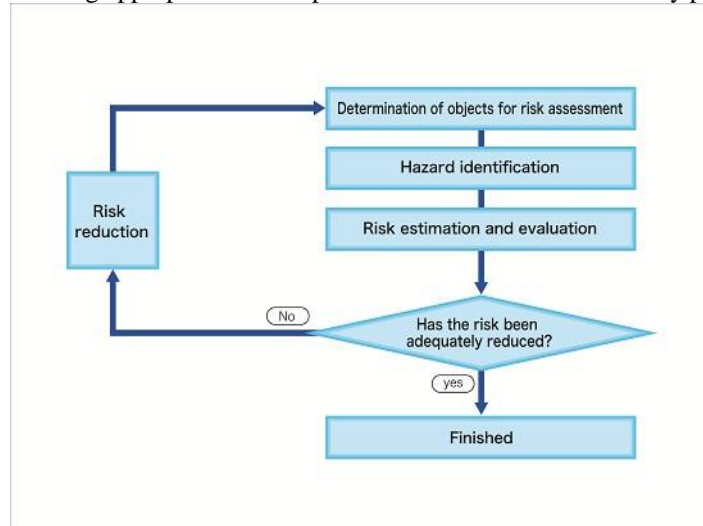 Determination of objects for risk assessment
Hazard identification
Risk
reduction
Risk estimation and evaluation
No
Has the risk been
adequately reduced?
yes
Finished